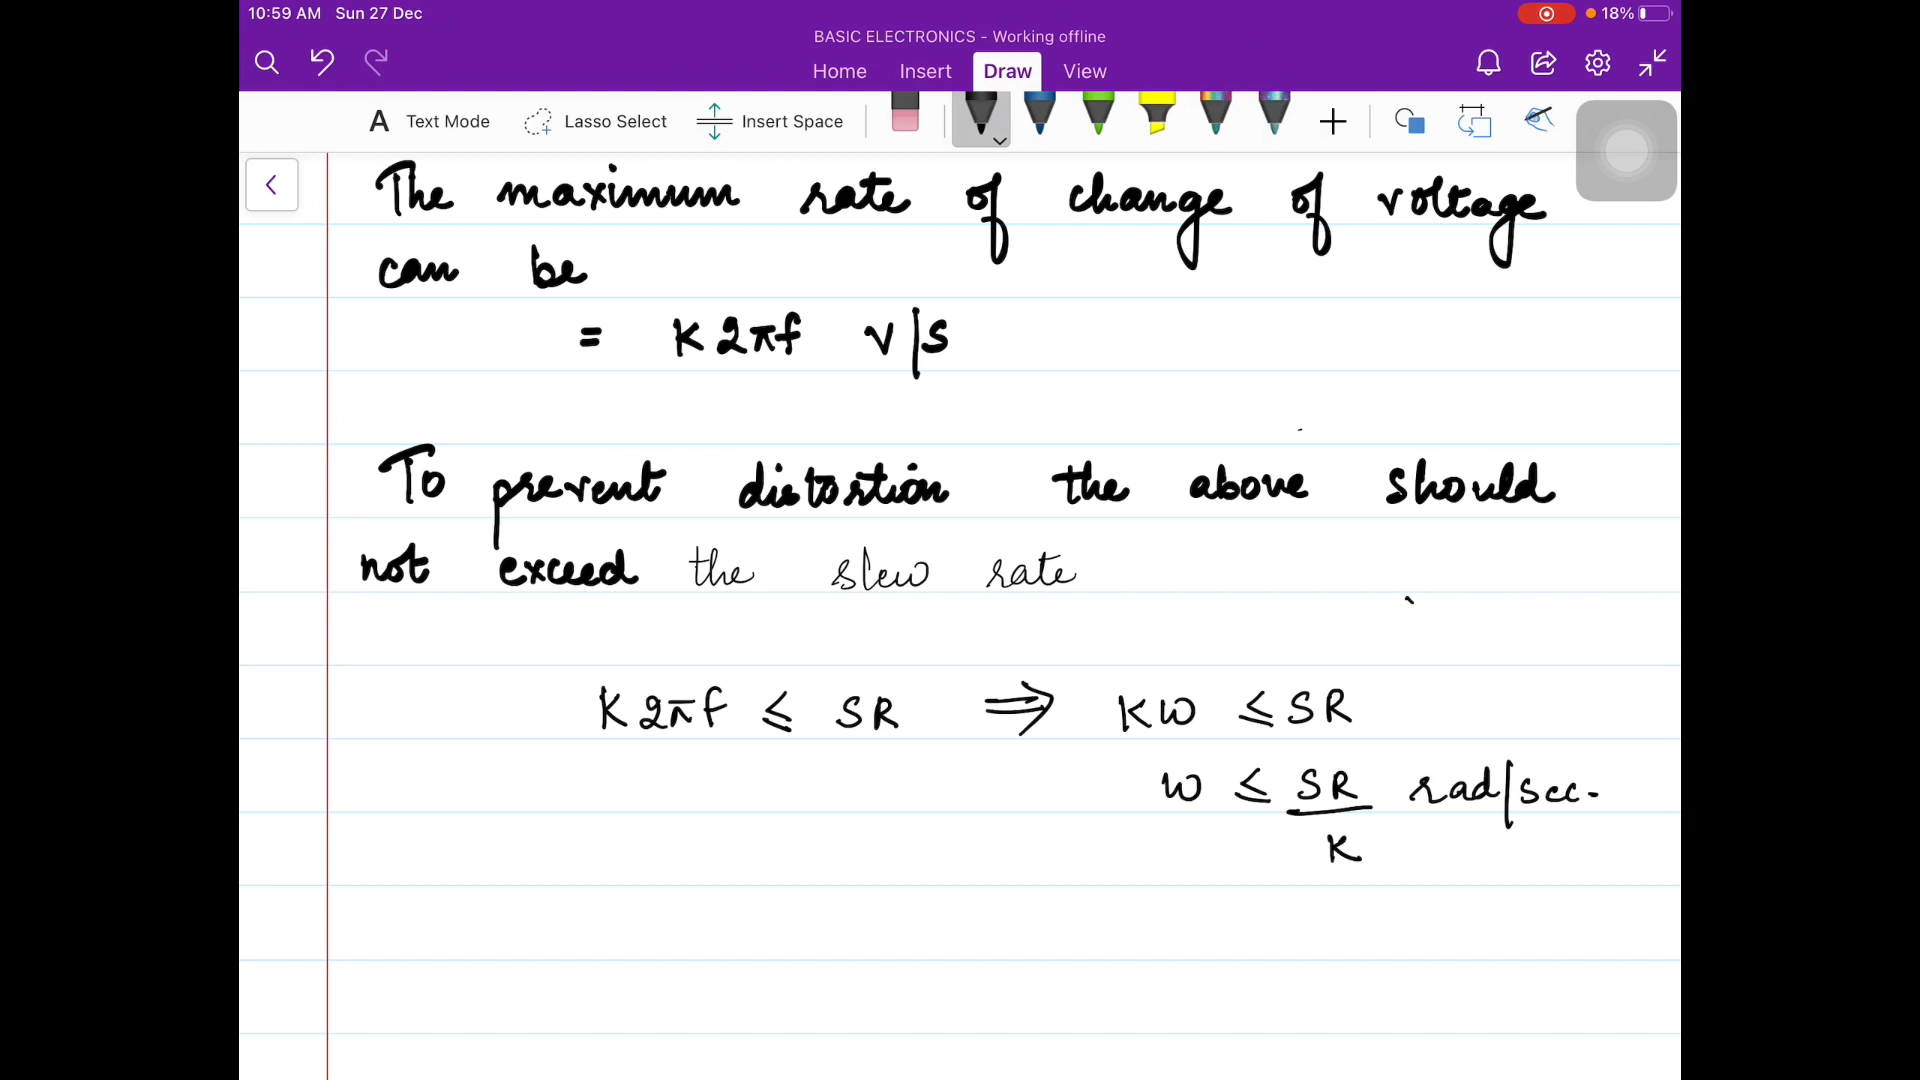 10:59 AM Sun 27 Dec 18%
BASIC ELECTRONICS - Working offline
Home Insert Draw View
A Text Mode Lasso Select Insert Space
The maximum rate of change of voltage
can be
= K2πf v/s
To prevent distortion the above should
not exceed the slew rate
K2πf ≤ SR ⇒ Kω ≤ SR
ω ≤ SR/K rad/sec.